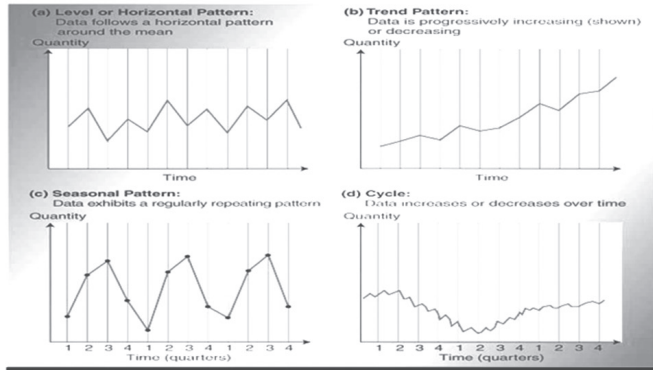 (a) Level or Horizontal Pattern:
Data follows a horizontal pattern
around the mean
Quantity
Time
(b) Trend Pattern:
Data is progressively increasing (shown)
or decreasing
Quantity
Time
(c) Seasonal Pattern:
Data exhibits a regularly repeating pattern
Quantity
1 2 3 4 1 2 3 4 1 2 3 4
Time (quarters)
(d) Cycle:
Data increases or decreases over time
Quantity
1 2 3 4 1 2 3 4 1 2 3 4
Time (quarters)